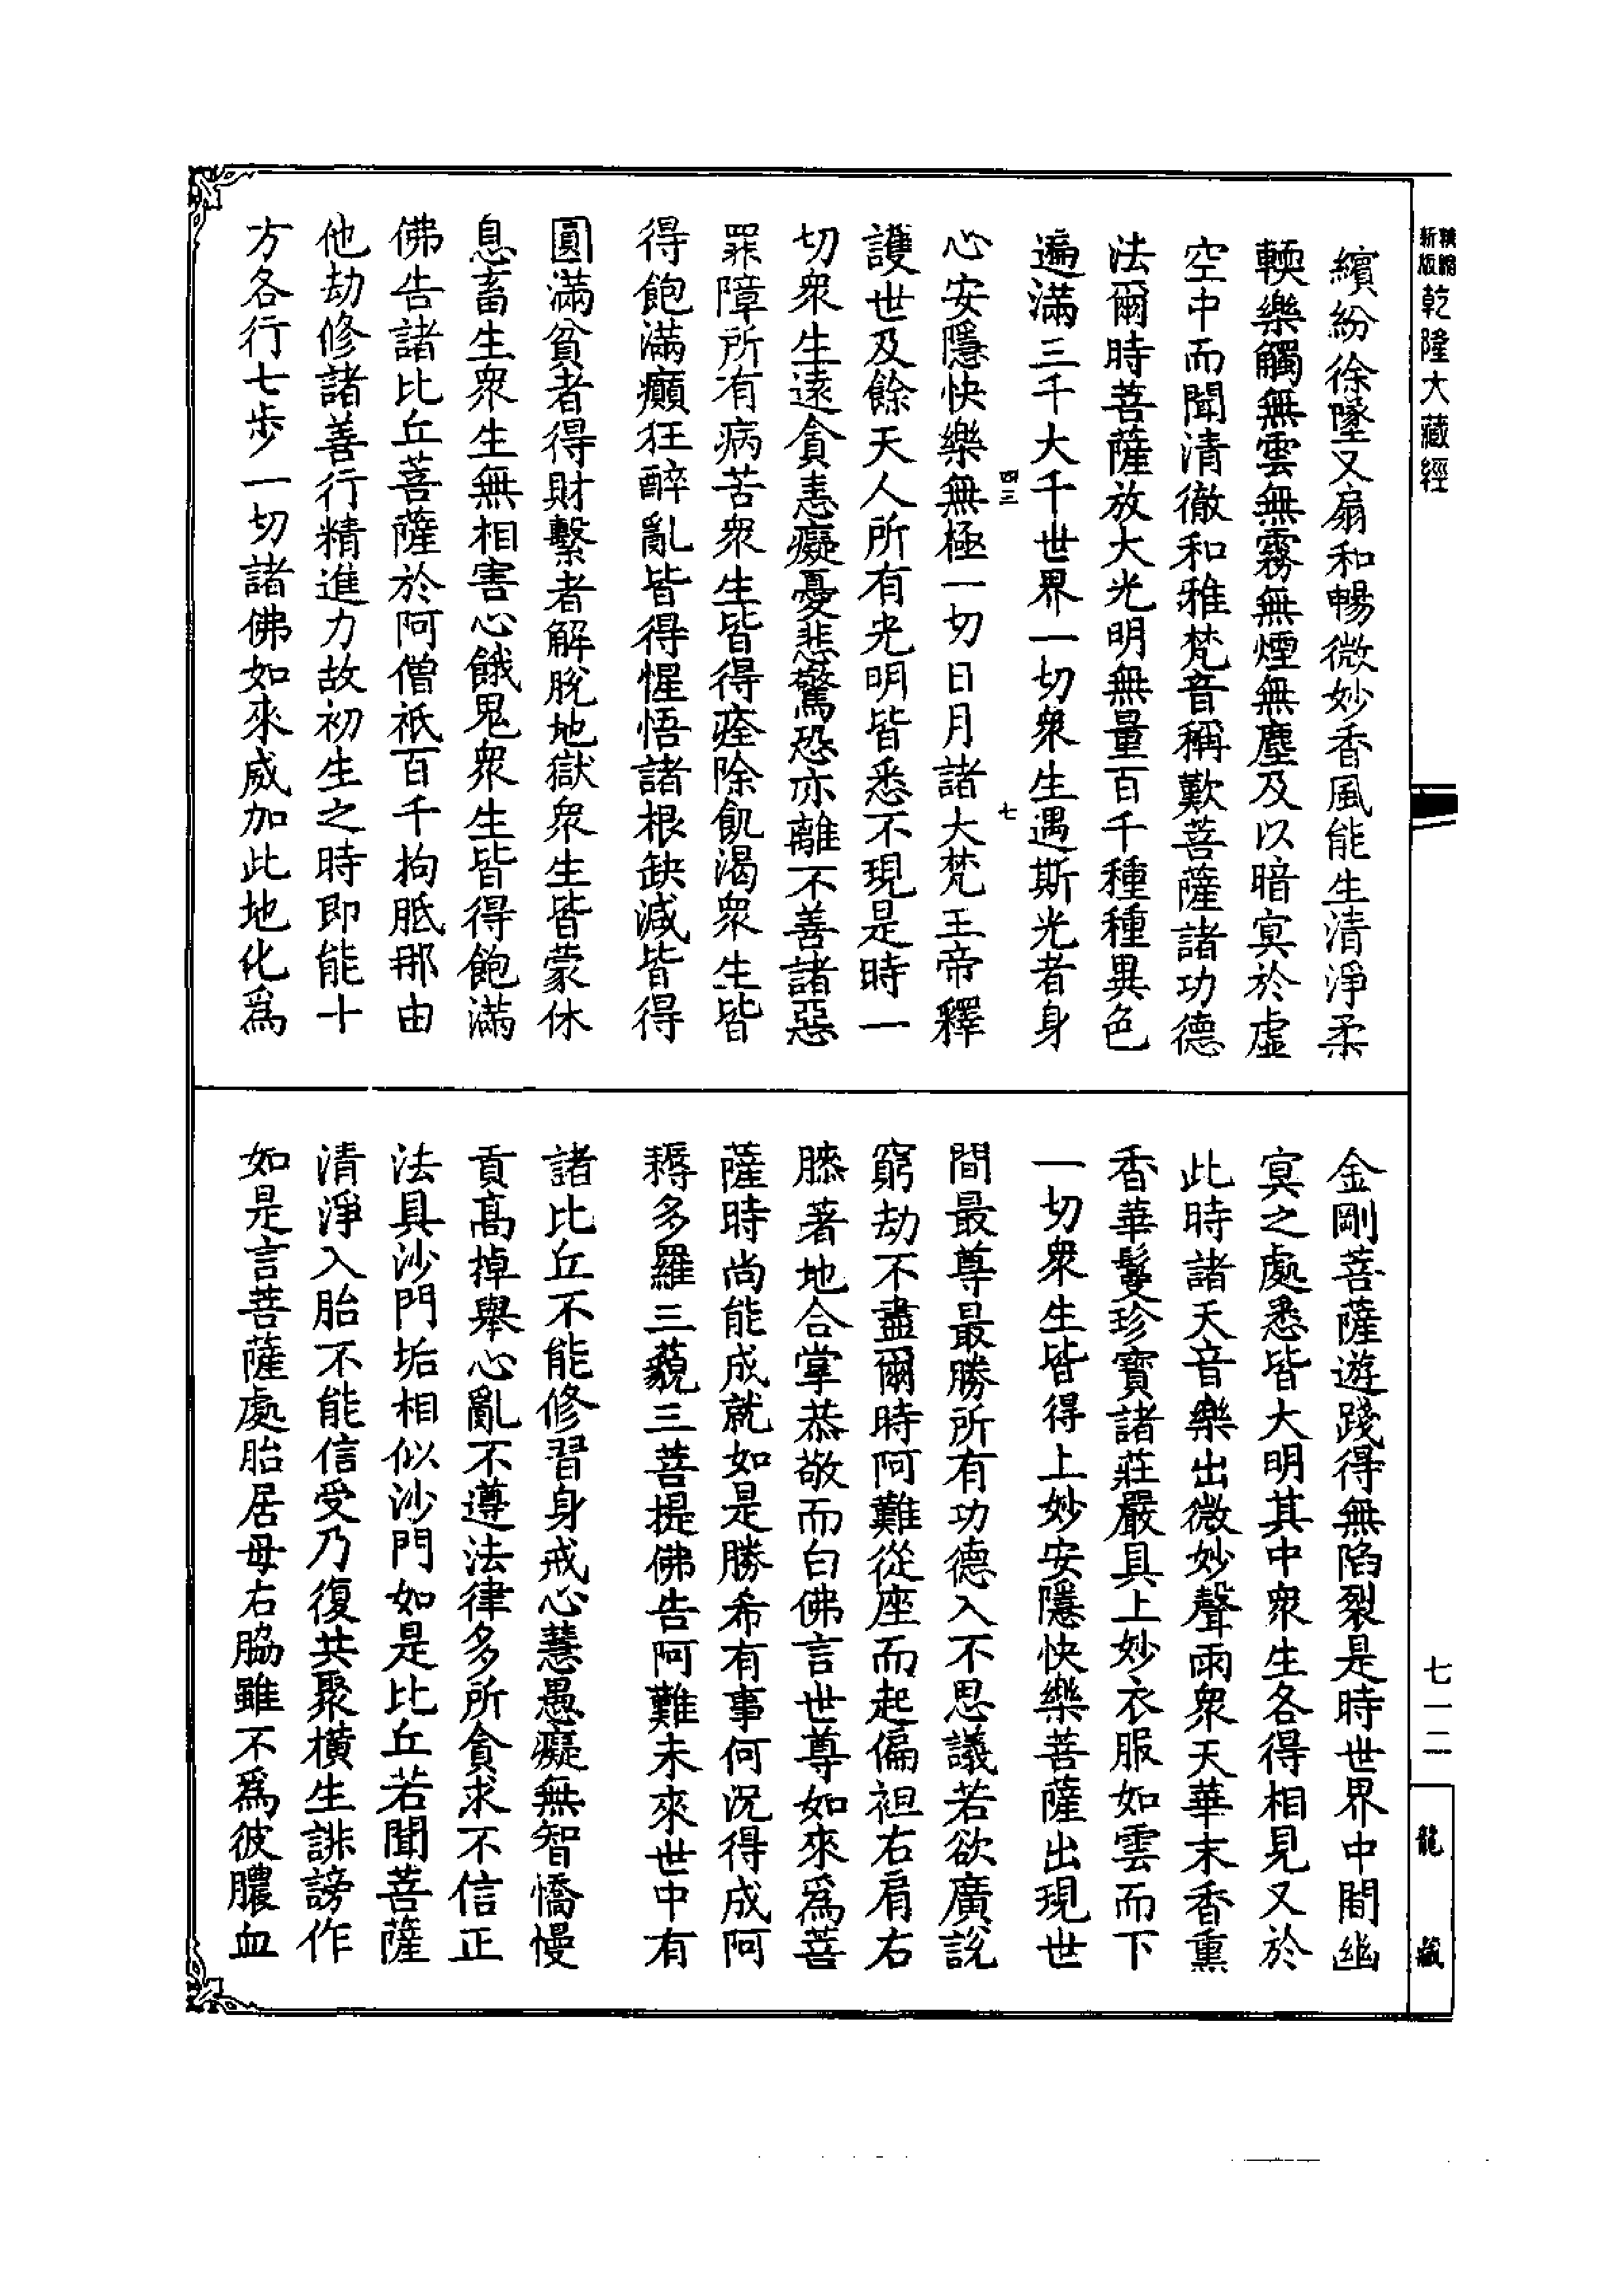 精縮新版乾隆大藏經
七一二
龍藏
繽紛徐墜又扇和暢微妙香風能生清淨柔
輭樂觸無雲無霧無煙無塵及以暗冥於虛
空中而聞清徹和雅梵音稱歎菩薩諸功德
法爾時菩薩放大光明無量百千種種異色
遍滿三千大千世界一切衆生遇斯光者身
四三
七
心安隱快樂無極一切日月諸大梵王帝釋
護世及餘天人所有光明皆悉不現是時一
切衆生遠貪恚癡憂悲驚恐亦離不善諸惡
罪障所有病苦衆生皆得痊除飢渴衆生皆
得飽滿癲狂醉亂皆得惺悟諸根缺減皆得
圓滿貧者得財繫者解脫地獄衆生皆蒙休
息畜生衆生無相害心餓鬼衆生皆得飽滿
佛告諸比丘菩薩於阿僧祇百千拘胝那由
他劫修諸善行精進力故初生之時即能十
方各行七步一切諸佛如來威加此地化爲
金剛菩薩遊踐得無陷裂是時世界中間幽
冥之處悉皆大明其中衆生各得相見又於
此時諸天音樂出微妙聲雨衆天華末香熏
香華鬘珍寶諸莊嚴具上妙衣服如雲而下
一切衆生皆得上妙安隱快樂菩薩出現世
間最尊最勝所有功德入不思議若欲廣說
窮劫不盡爾時阿難從座而起偏袒右肩右
膝著地合掌恭敬而白佛言世尊如來爲菩
薩時尚能成就如是勝希有事何況得成阿
耨多羅三藐三菩提佛告阿難未來世中有
諸比丘不能修習身戒心慧愚癡無智憍慢
貢高掉舉心亂不遵法律多所貪求不信正
法具沙門垢相似沙門如是比丘若聞菩薩
清淨入胎不能信受乃復共聚橫生誹謗作
如是言菩薩處胎居母右脇雖不爲彼膿血